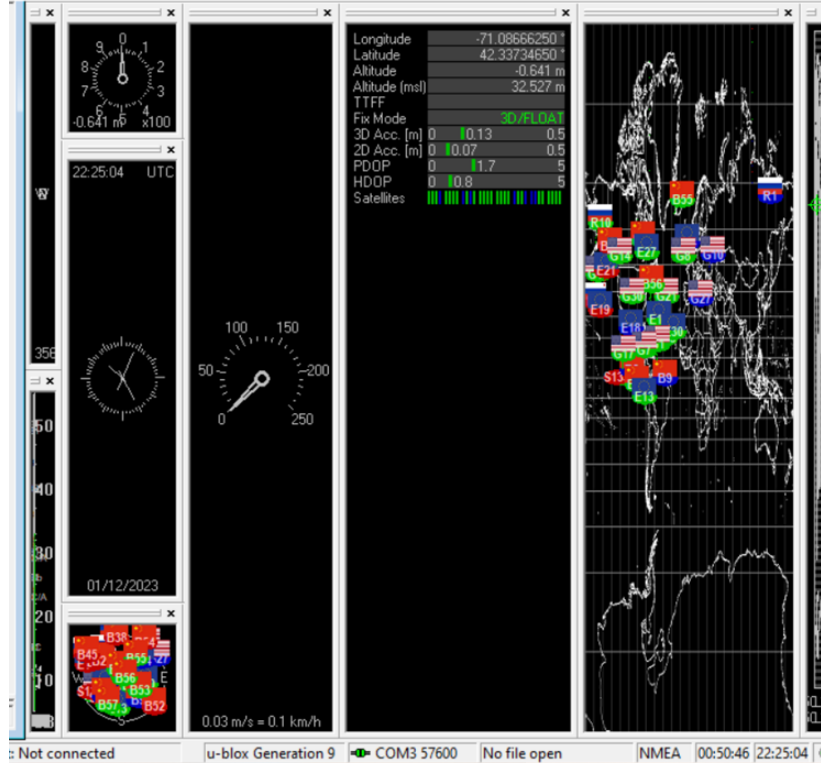 0
9 1
8 2
7 3
6 5 4
-0.641 m x100
22:25:04 UTC
01/12/2023
356
50
40
30
20
10
B38
B45
B55
B56
B53
B57
B52
W E
S
100 150
50 200
0 250
0.03 m/s = 0.1 km/h
Longitude -71.08666250 °
Latitude 42.33734650 °
Altitude -0.641 m
Altitude (msl) 32.527 m
TTFF
Fix Mode 3D/FLOAT
3D Acc. [m] 0 0.13 0.5
2D Acc. [m] 0 0.07 0.5
PDOP 0 1.7 5
HDOP 0 0.8 5
Satellites
B55 R1
R10
G14 E27 G8 G10
E21
G30 B56 G21 G27
E19
E18 E1 30
G17 G7
S13 B9
E13
: Not connected u-blox Generation 9 COM3 57600 No file open NMEA 00:50:46 22:25:04